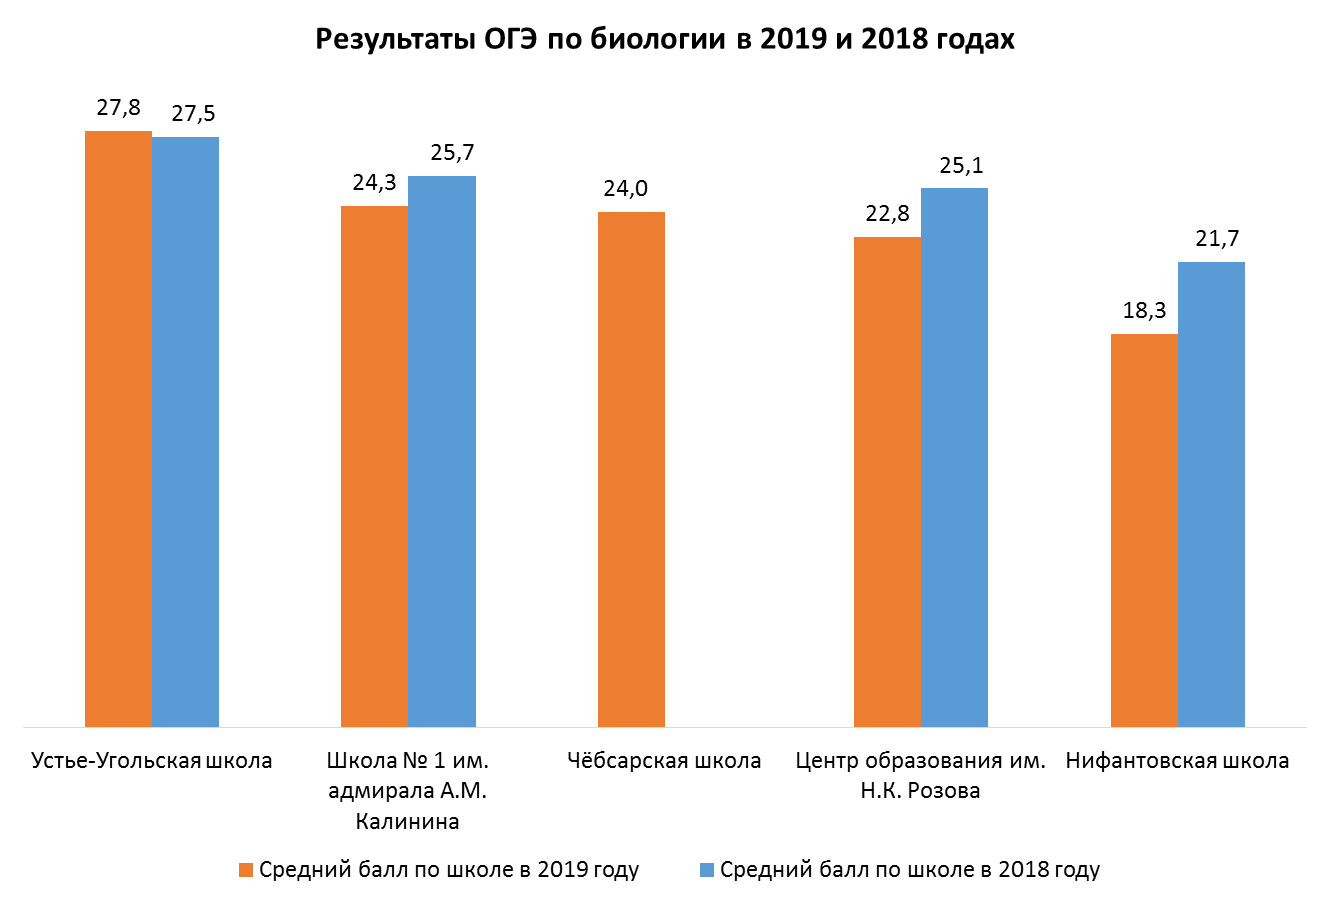 Результаты ОГЭ по биологии в 2019 и 2018 годах
27,8
27,5
24,3
25,7
24,0
22,8
25,1
18,3
21,7
Устье-Угольская школа
Школа № 1 им.
адмирала А.М.
Калинина
Чёбсарская школа
Центр образования им.
Н.К. Розова
Нифантовская школа
Средний балл по школе в 2019 году
Средний балл по школе в 2018 году